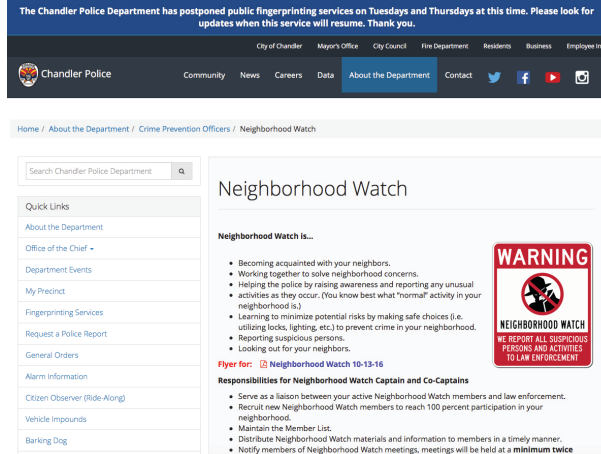 The Chandler Police Department has postponed public fingerprinting services on Tuesdays and Thursdays at this time. Please look for
updates when this service will resume. Thank you.
City of Chandler Mayor's Office City Council Fire Department Residents Business Employee In
Chandler Police Community News Careers Data About the Department Contact
Home / About the Department / Crime Prevention Officers / Neighborhood Watch
Search Chandler Police Department
Quick Links
About the Department
Office of the Chief
Department Events
My Precinct
Fingerprinting Services
Request a Police Report
General Orders
Alarm Information
Citizen Observer (Ride-Along)
Vehicle Impounds
Barking Dog
Neighborhood Watch
Neighborhood Watch is...
• Becoming acquainted with your neighbors.
• Working together to solve neighborhood concerns.
• Helping the police by raising awareness and reporting any unusual
• activities as they occur. (You know best what "normal" activity in your
neighborhood is.)
• Learning to minimize potential risks by making safe choices (i.e.
utilizing locks, lighting, etc.) to prevent crime in your neighborhood.
• Reporting suspicious persons.
• Looking out for your neighbors.
WARNING
NEIGHBORHOOD WATCH
WE REPORT ALL SUSPICIOUS
PERSONS AND ACTIVITIES
TO LAW ENFORCEMENT
Flyer for: Neighborhood Watch 10-13-16
Responsibilities for Neighborhood Watch Captain and Co-Captains
• Serve as a liaison between your active Neighborhood Watch members and law enforcement.
• Recruit new Neighborhood Watch members to reach 100 percent participation in your
neighborhood.
• Maintain the Member List.
• Distribute Neighborhood Watch materials and information to members in a timely manner.
• Notify members of Neighborhood Watch meetings, meetings will be held at a minimum twice